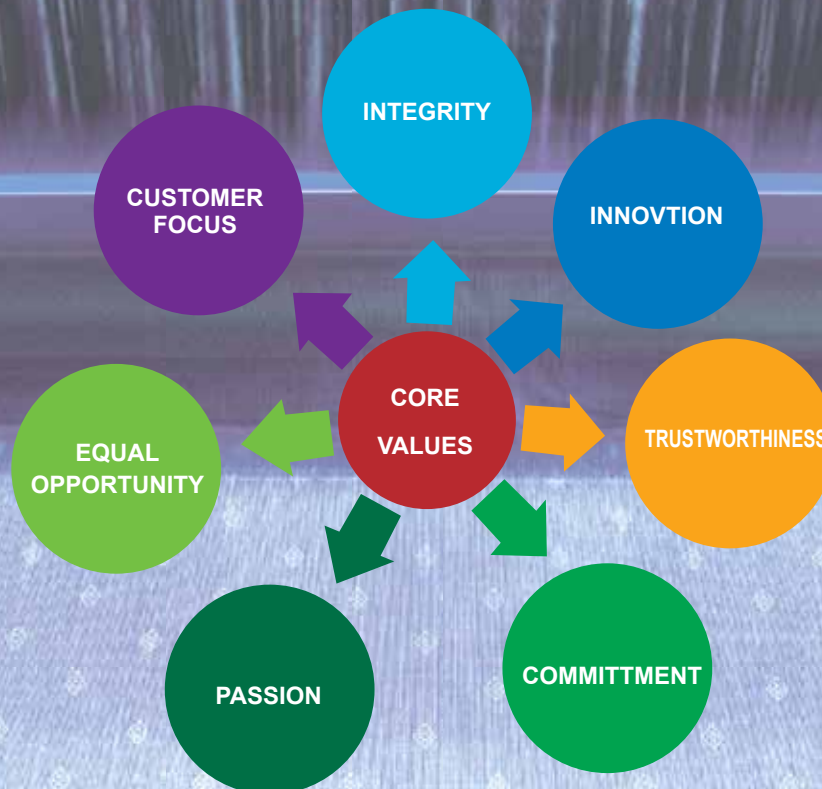 CORE
VALUES
INTEGRITY
INNOVTION
TRUSTWORTHINESS
COMMITTMENT
PASSION
EQUAL
OPPORTUNITY
CUSTOMER
FOCUS